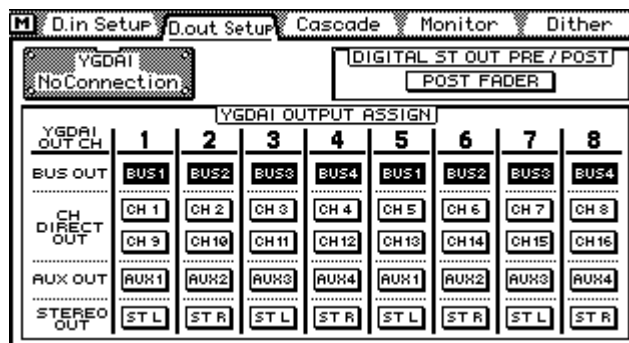 M D.in Setup D.out Setup Cascade Monitor Dither
YGDAI
NoConnection
DIGITAL ST OUT PRE/POST
POST FADER
YGDAI OUTPUT ASSIGN
YGDAI
OUT CH 1 2 3 4 5 6 7 8
BUS OUT BUS1 BUS2 BUS3 BUS4 BUS1 BUS2 BUS3 BUS4
CH
DIRECT
OUT
CH 1 CH 2 CH 3 CH 4 CH 5 CH 6 CH 7 CH 8
CH 9 CH10 CH11 CH12 CH13 CH14 CH15 CH16
AUX OUT AUX1 AUX2 AUX3 AUX4 AUX1 AUX2 AUX3 AUX4
STEREO
OUT
ST L ST R ST L ST R ST L ST R ST L ST R